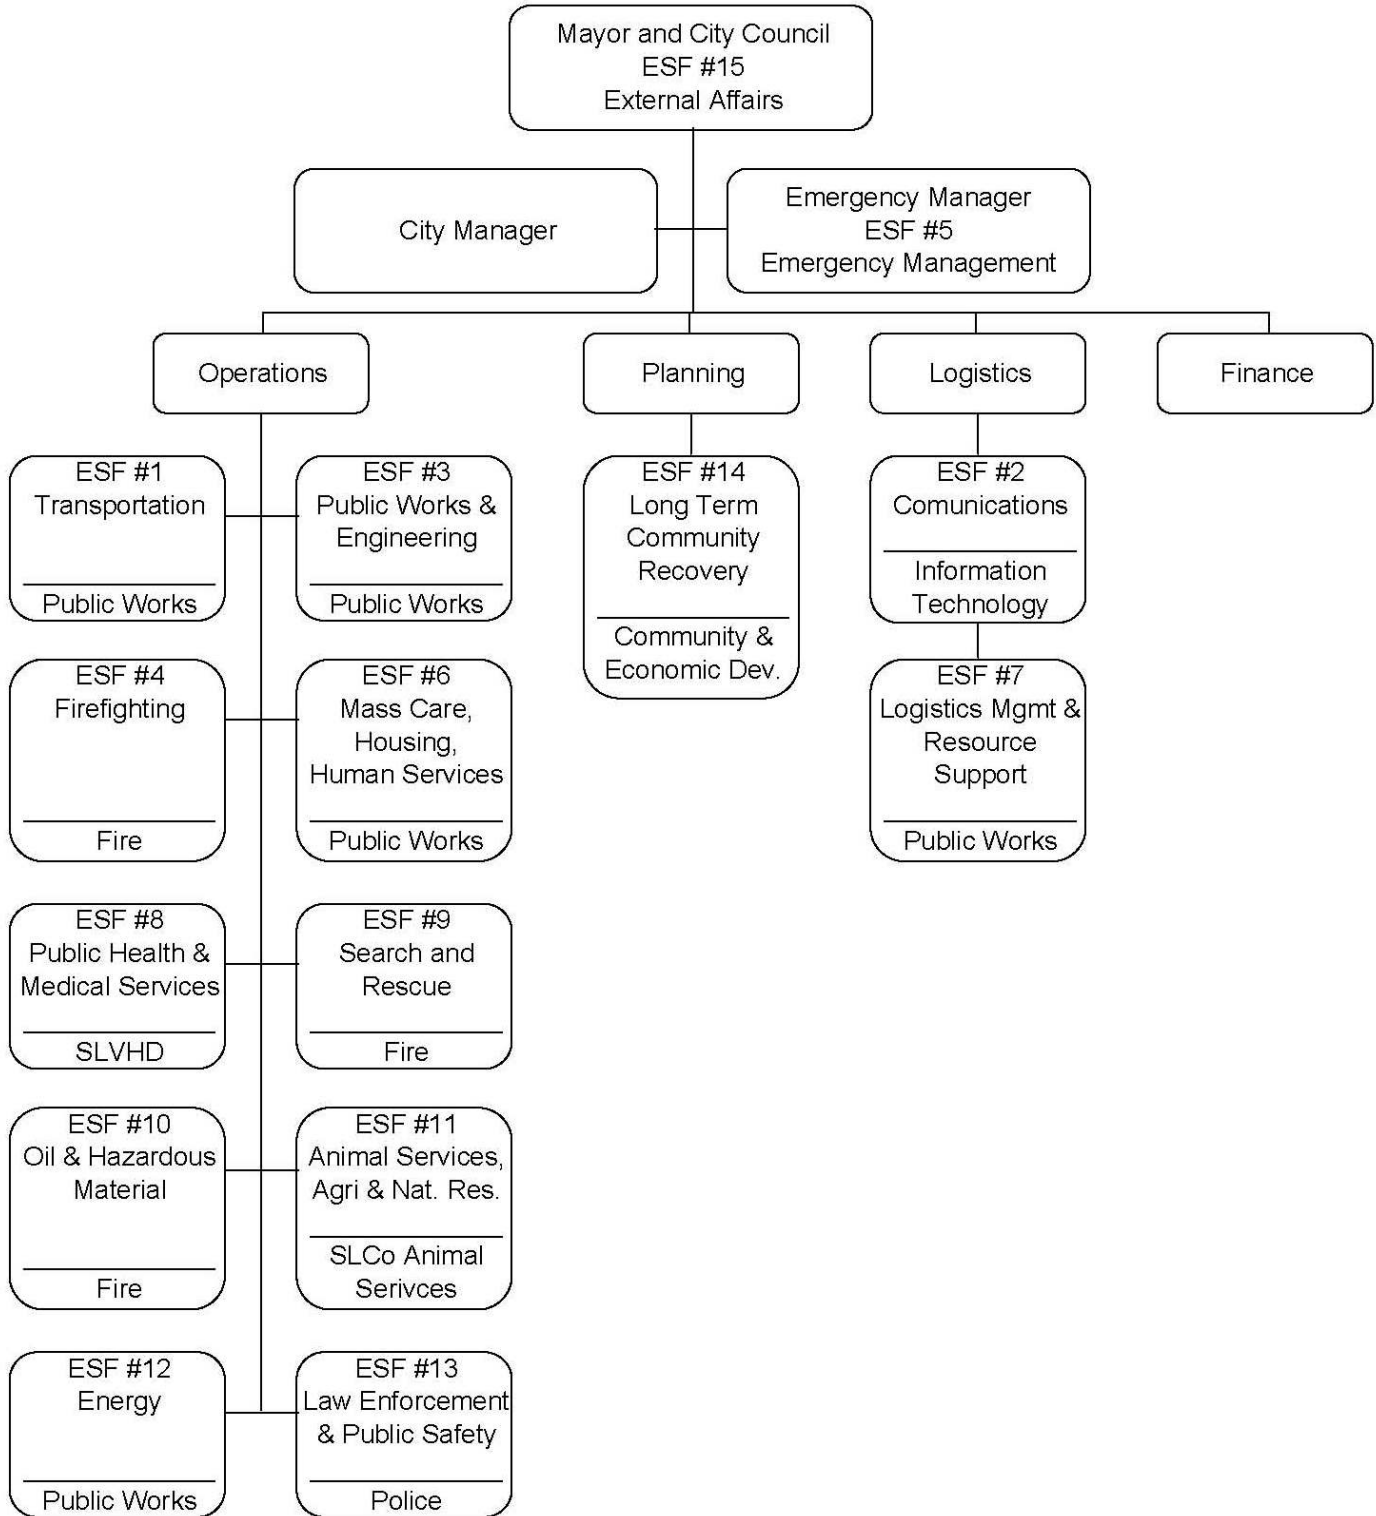 Mayor and City Council
ESF #15
External Affairs
City Manager
Emergency Manager
ESF #5
Emergency Management
Operations
Planning
Logistics
Finance
ESF #1
Transportation
Public Works
ESF #3
Public Works &
Engineering
Public Works
ESF #14
Long Term
Community
Recovery
Community &
Economic Dev.
ESF #2
Comunications
Information
Technology
ESF #4
Firefighting
Fire
ESF #6
Mass Care,
Housing,
Human Services
Public Works
ESF #7
Logistics Mgmt &
Resource
Support
Public Works
ESF #8
Public Health &
Medical Services
SLVHD
ESF #9
Search and
Rescue
Fire
ESF #10
Oil & Hazardous
Material
Fire
ESF #11
Animal Services,
Agri & Nat. Res.
SLCo Animal
Serivces
ESF #12
Energy
Public Works
ESF #13
Law Enforcement
& Public Safety
Police